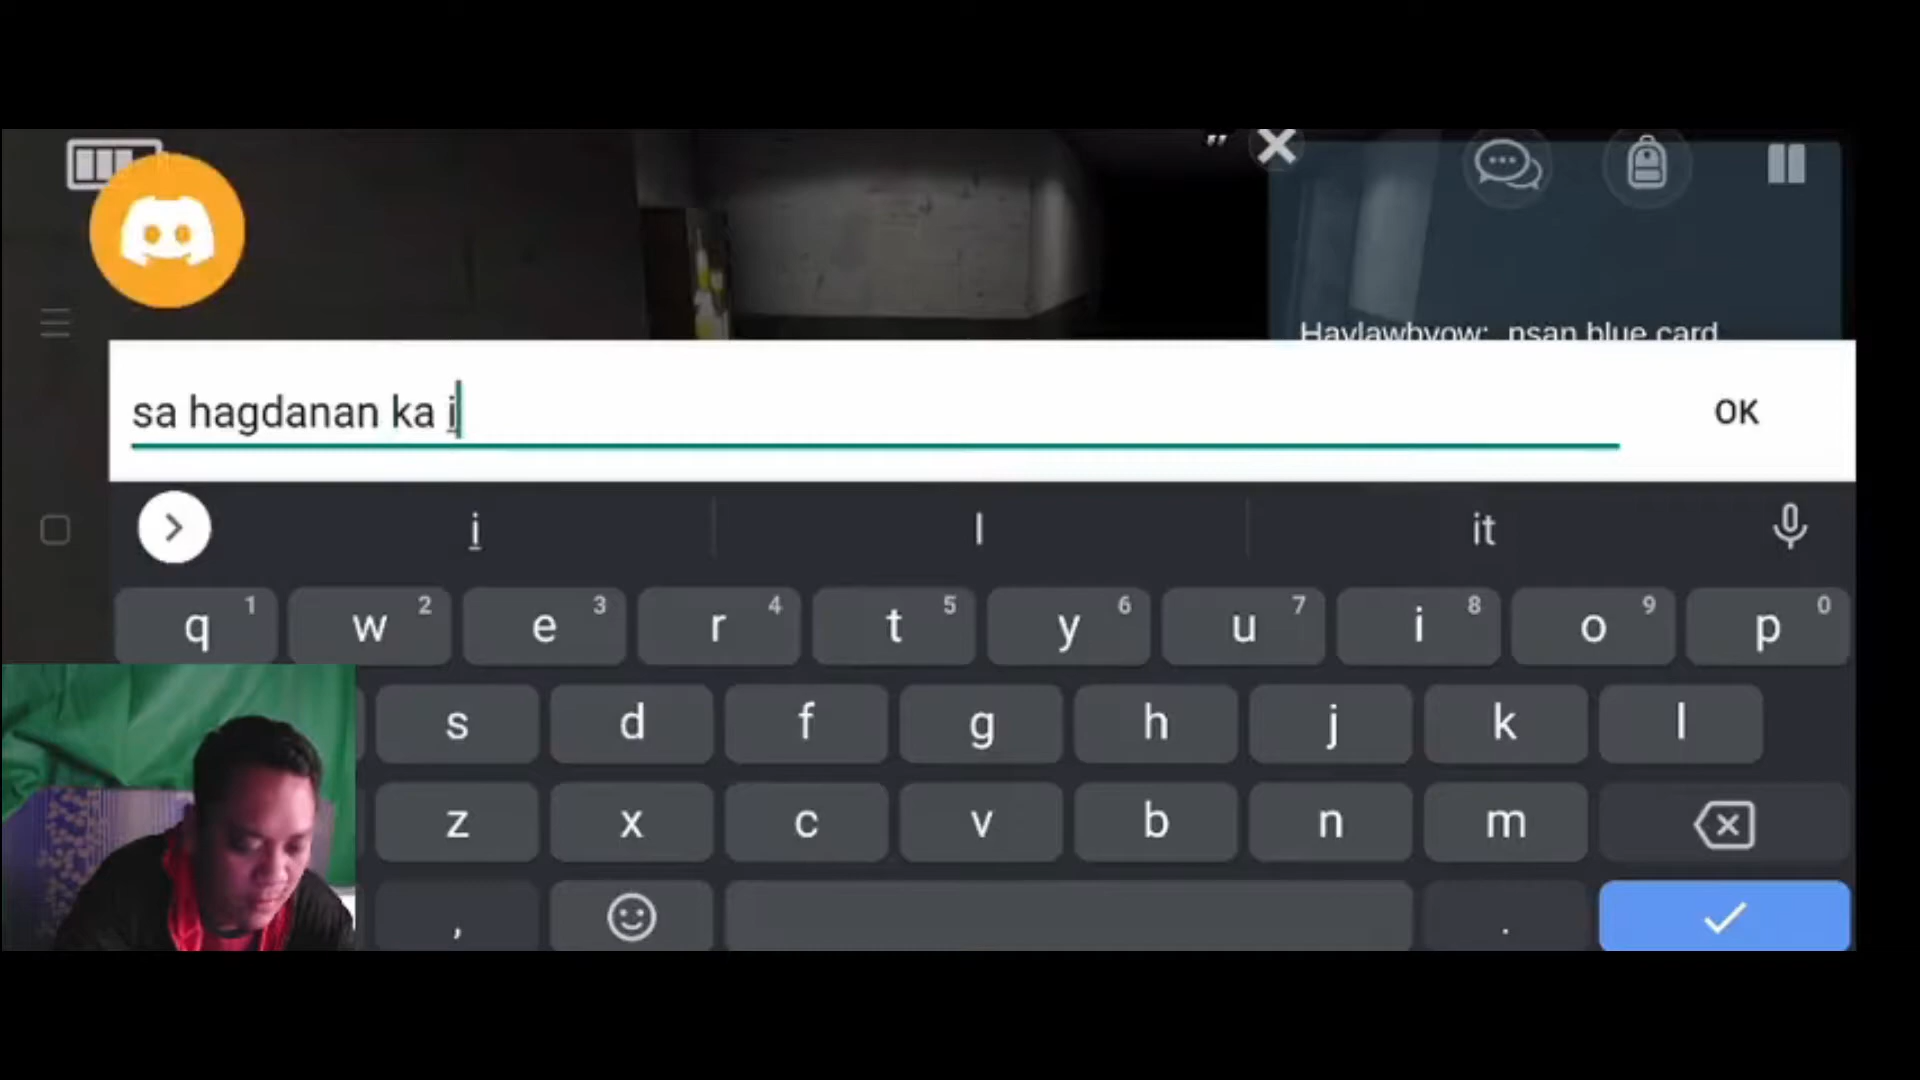 ”
Haylawbyow: nsan blue card
sa hagdanan ka i
OK
i I it
q 1 w 2 e 3 r 4 t 5 y 6 u 7 i 8 o 9 p 0
s d f g h j k l
z x c v b n m
, .